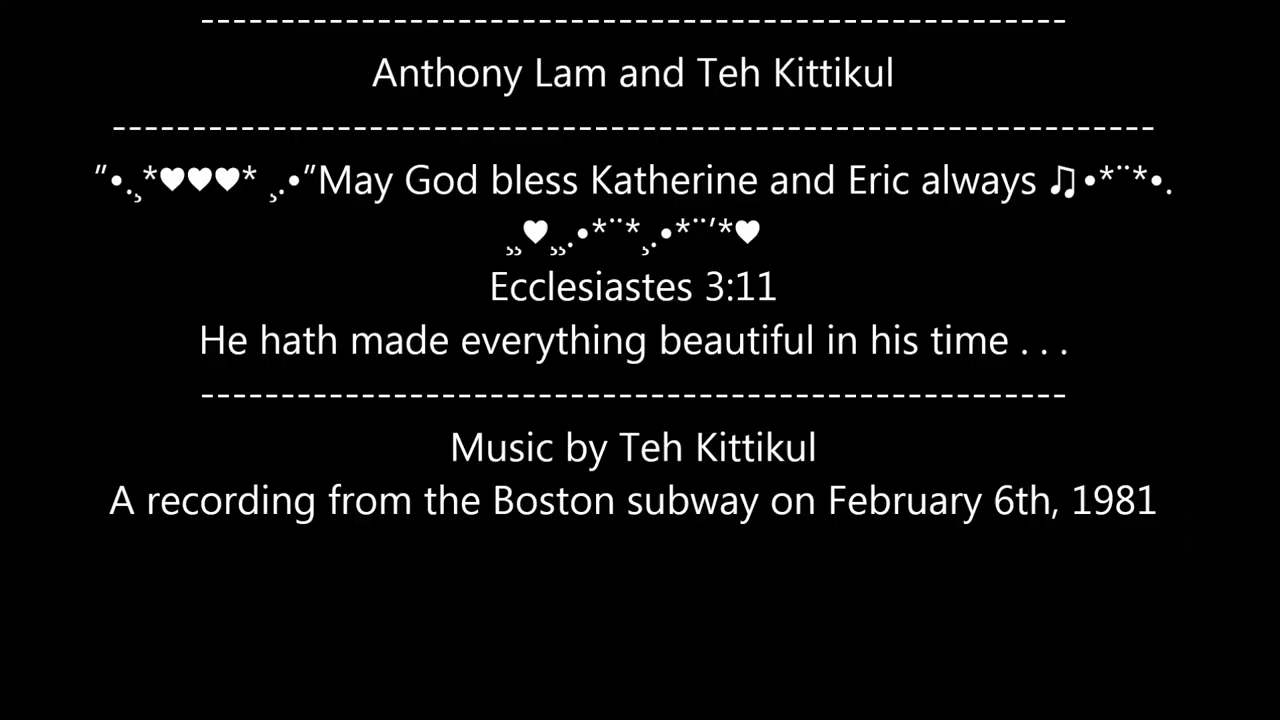 ------------------------------------------------------
Anthony Lam and Teh Kittikul
-----------------------------------------------------------------
"•.¸*♥♥♥* ¸.•"May God bless Katherine and Eric always ♫•*¨*•.
¸¸♥¸¸.•*¨*¸.•*¨′*♥
Ecclesiastes 3:11
He hath made everything beautiful in his time . . .
------------------------------------------------------
Music by Teh Kittikul
A recording from the Boston subway on February 6th, 1981